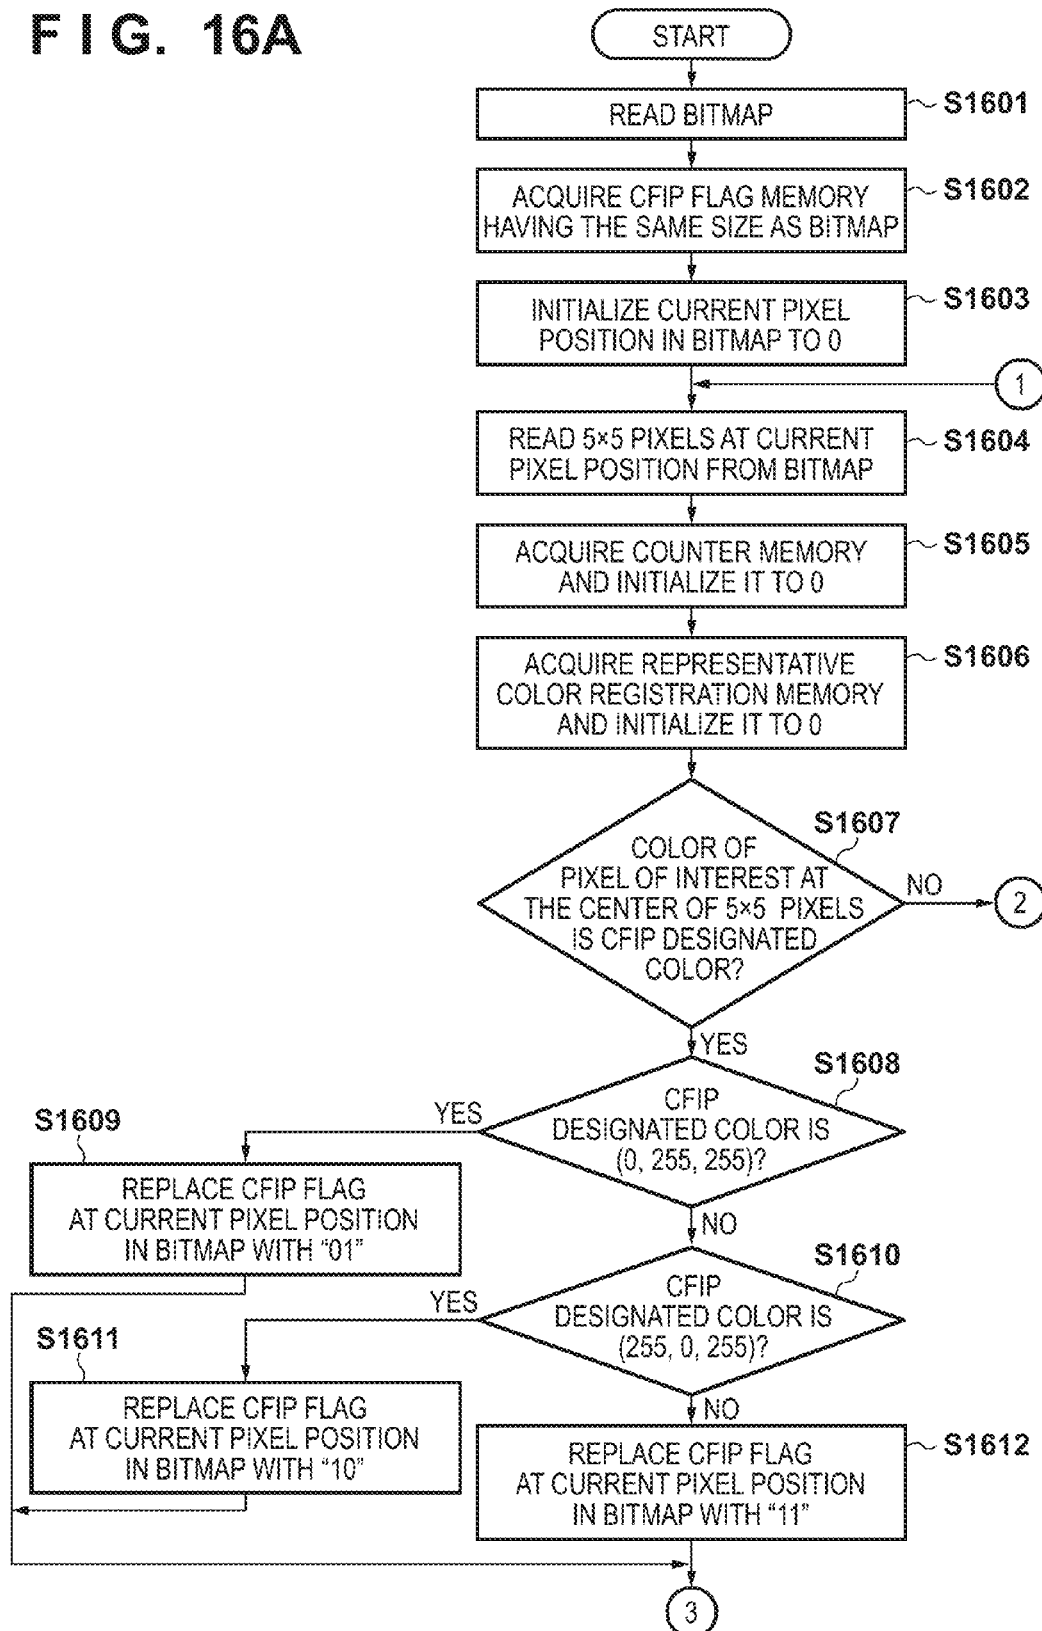 FIG. 16A
START
READ BITMAP
S1601
ACQUIRE CFIP FLAG MEMORY
HAVING THE SAME SIZE AS BITMAP
S1602
INITIALIZE CURRENT PIXEL
POSITION IN BITMAP TO 0
S1603
1
READ 5×5 PIXELS AT CURRENT
PIXEL POSITION FROM BITMAP
S1604
ACQUIRE COUNTER MEMORY
AND INITIALIZE IT TO 0
S1605
ACQUIRE REPRESENTATIVE
COLOR REGISTRATION MEMORY
AND INITIALIZE IT TO 0
S1606
S1607
COLOR OF
PIXEL OF INTEREST AT
THE CENTER OF 5×5 PIXELS
IS CFIP DESIGNATED
COLOR?
NO
2
YES
S1608
CFIP
DESIGNATED COLOR IS
(0, 255, 255)?
YES
S1609
REPLACE CFIP FLAG
AT CURRENT PIXEL POSITION
IN BITMAP WITH “01”
NO
S1610
CFIP
DESIGNATED COLOR IS
(255, 0, 255)?
YES
S1611
REPLACE CFIP FLAG
AT CURRENT PIXEL POSITION
IN BITMAP WITH “10”
NO
S1612
REPLACE CFIP FLAG
AT CURRENT PIXEL POSITION
IN BITMAP WITH “11”
3